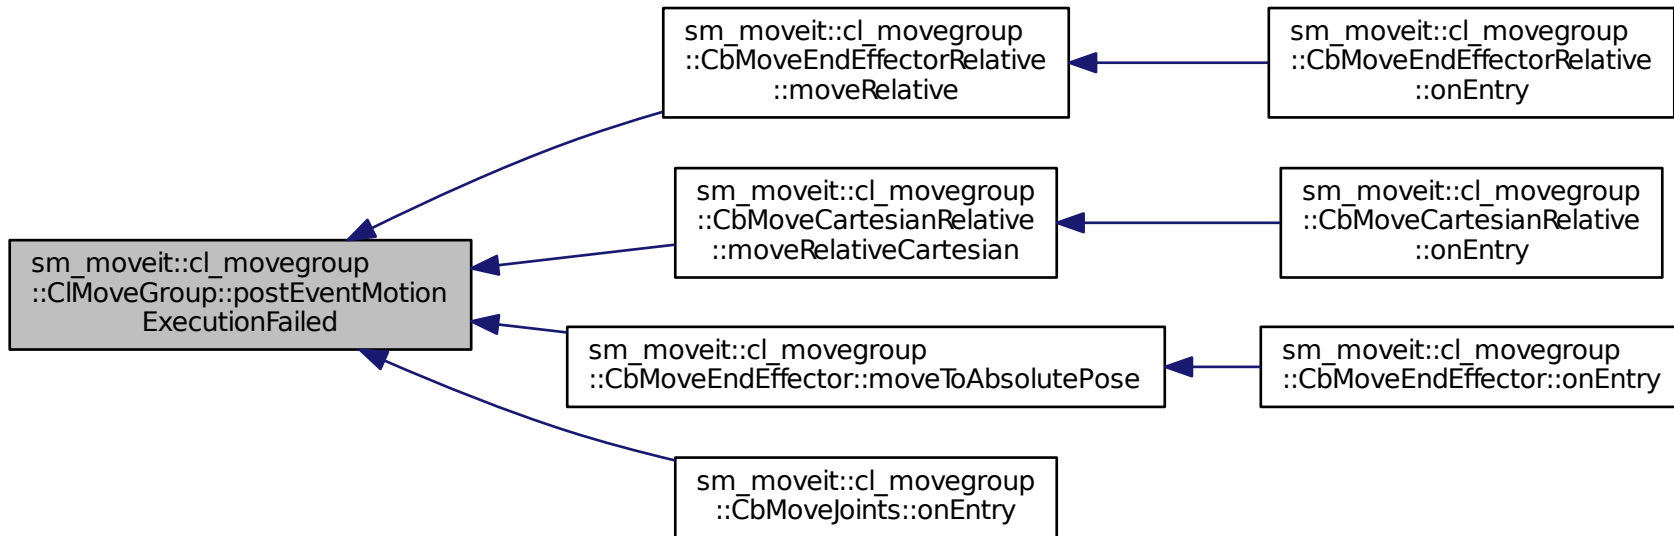 sm_moveit::cl_movegroup
::CbMoveEndEffectorRelative
::moveRelative
sm_moveit::cl_movegroup
::CbMoveEndEffectorRelative
::onEntry
sm_moveit::cl_movegroup
::CbMoveCartesianRelative
::moveRelativeCartesian
sm_moveit::cl_movegroup
::CbMoveCartesianRelative
::onEntry
sm_moveit::cl_movegroup
::ClMoveGroup::postEventMotion
ExecutionFailed
sm_moveit::cl_movegroup
::CbMoveEndEffector::moveToAbsolutePose
sm_moveit::cl_movegroup
::CbMoveEndEffector::onEntry
sm_moveit::cl_movegroup
::CbMoveJoints::onEntry